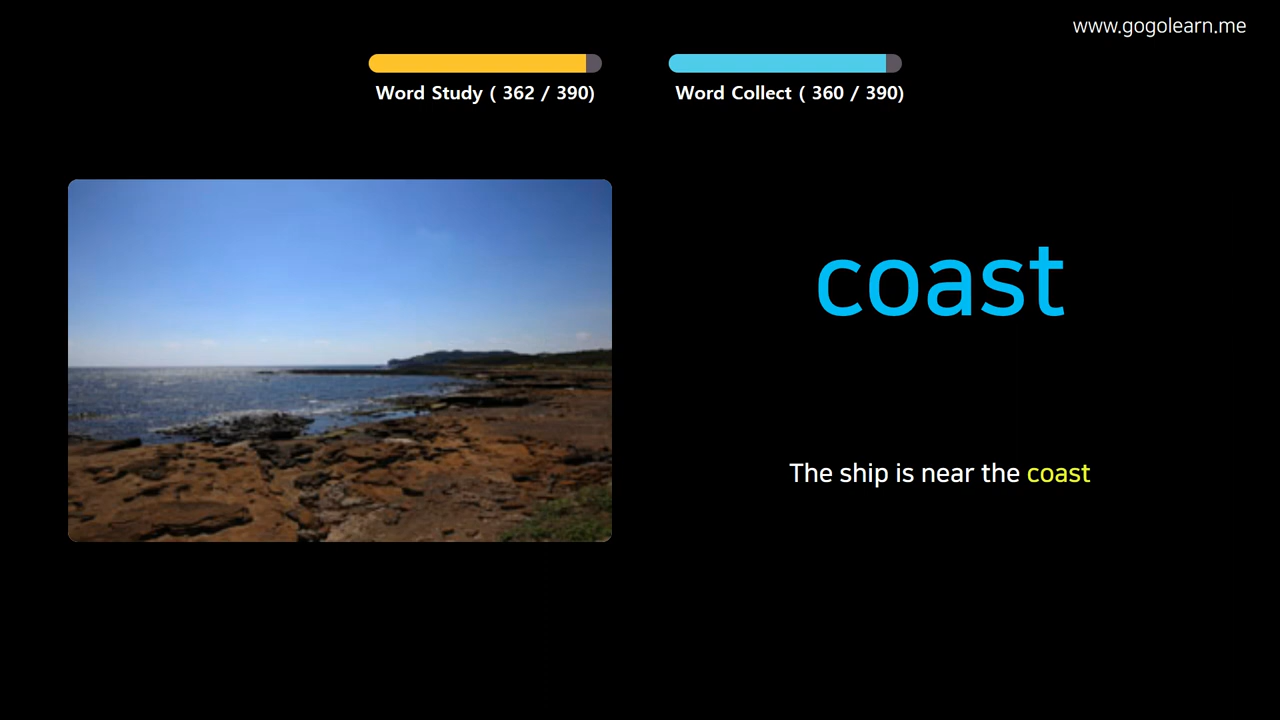 www.gogolearn.me
Word Study ( 362 / 390)
Word Collect ( 360 / 390)
coast
The ship is near the coast